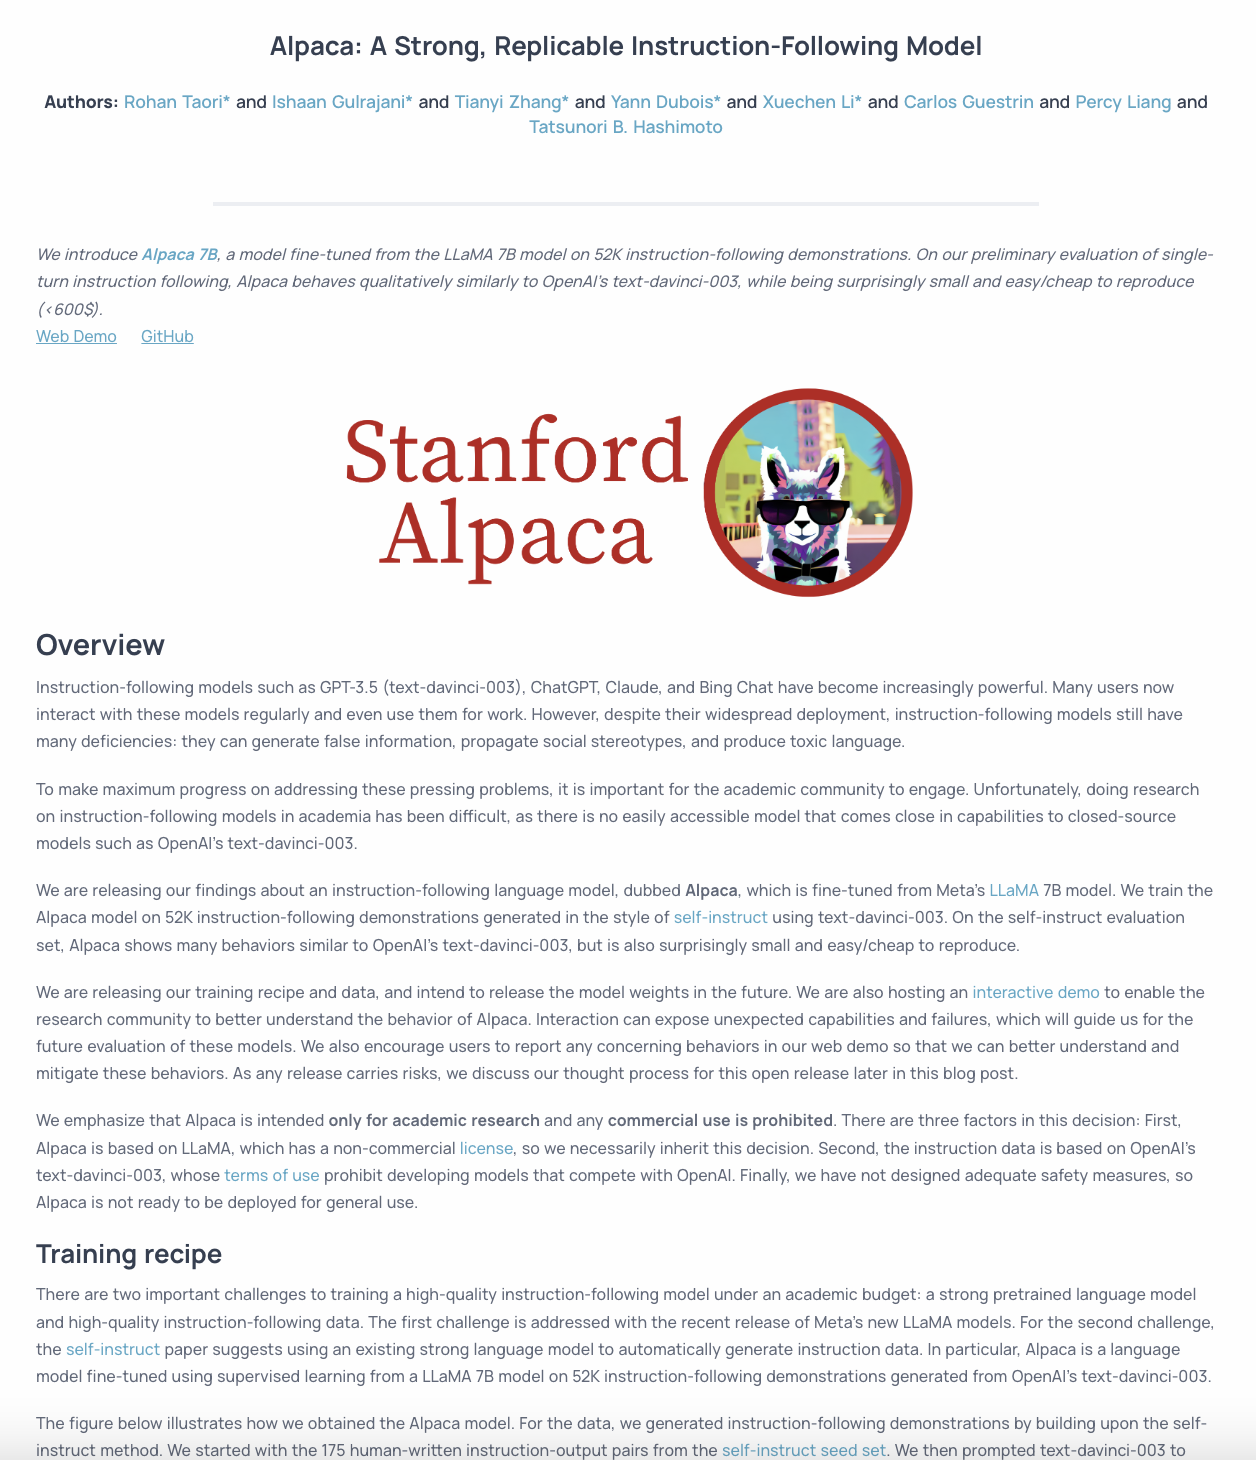 Alpaca: A Strong, Replicable Instruction-Following Model
Authors: Rohan Taori* and Ishaan Gulrajani* and Tianyi Zhang* and Yann Dubois* and Xuechen Li* and Carlos Guestrin and Percy Liang and
Tatsunori B. Hashimoto
We introduce Alpaca 7B, a model fine-tuned from the LLaMA 7B model on 52K instruction-following demonstrations. On our preliminary evaluation of single-
turn instruction following, Alpaca behaves qualitatively similarly to OpenAI’s text-davinci-003, while being surprisingly small and easy/cheap to reproduce
(<600$).
Web Demo GitHub
Stanford
Alpaca
Overview
Instruction-following models such as GPT-3.5 (text-davinci-003), ChatGPT, Claude, and Bing Chat have become increasingly powerful. Many users now
interact with these models regularly and even use them for work. However, despite their widespread deployment, instruction-following models still have
many deficiencies: they can generate false information, propagate social stereotypes, and produce toxic language.
To make maximum progress on addressing these pressing problems, it is important for the academic community to engage. Unfortunately, doing research
on instruction-following models in academia has been difficult, as there is no easily accessible model that comes close in capabilities to closed-source
models such as OpenAI’s text-davinci-003.
We are releasing our findings about an instruction-following language model, dubbed Alpaca, which is fine-tuned from Meta’s LLaMA 7B model. We train the
Alpaca model on 52K instruction-following demonstrations generated in the style of self-instruct using text-davinci-003. On the self-instruct evaluation
set, Alpaca shows many behaviors similar to OpenAI’s text-davinci-003, but is also surprisingly small and easy/cheap to reproduce.
We are releasing our training recipe and data, and intend to release the model weights in the future. We are also hosting an interactive demo to enable the
research community to better understand the behavior of Alpaca. Interaction can expose unexpected capabilities and failures, which will guide us for the
future evaluation of these models. We also encourage users to report any concerning behaviors in our web demo so that we can better understand and
mitigate these behaviors. As any release carries risks, we discuss our thought process for this open release later in this blog post.
We emphasize that Alpaca is intended only for academic research and any commercial use is prohibited. There are three factors in this decision: First,
Alpaca is based on LLaMA, which has a non-commercial license, so we necessarily inherit this decision. Second, the instruction data is based on OpenAI’s
text-davinci-003, whose terms of use prohibit developing models that compete with OpenAI. Finally, we have not designed adequate safety measures, so
Alpaca is not ready to be deployed for general use.
Training recipe
There are two important challenges to training a high-quality instruction-following model under an academic budget: a strong pretrained language model
and high-quality instruction-following data. The first challenge is addressed with the recent release of Meta’s new LLaMA models. For the second challenge,
the self-instruct paper suggests using an existing strong language model to automatically generate instruction data. In particular, Alpaca is a language
model fine-tuned using supervised learning from a LLaMA 7B model on 52K instruction-following demonstrations generated from OpenAI’s text-davinci-003.
The figure below illustrates how we obtained the Alpaca model. For the data, we generated instruction-following demonstrations by building upon the self-
instruct method. We started with the 175 human-written instruction-output pairs from the self-instruct seed set. We then prompted text-davinci-003 to